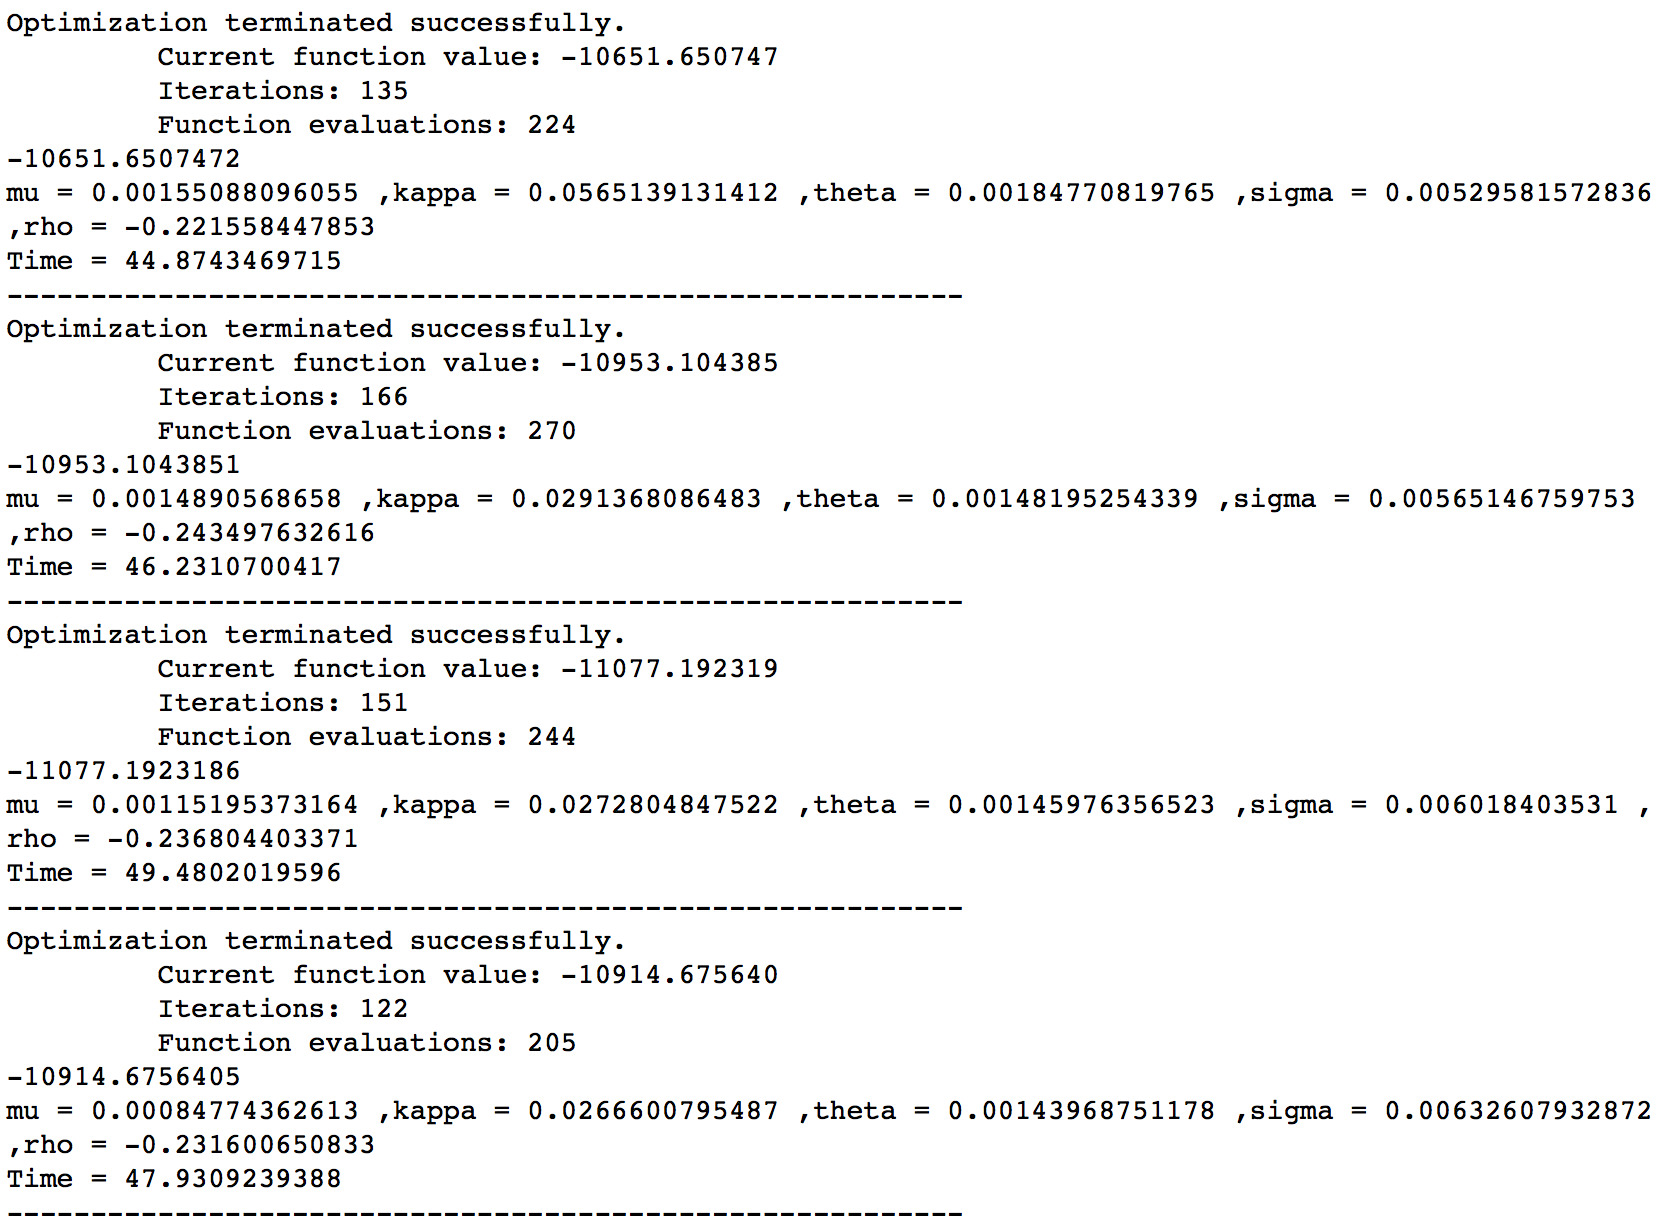 Optimization terminated successfully.
         Current function value: -10651.650747
         Iterations: 135
         Function evaluations: 224
-10651.6507472
mu = 0.00155088096055 ,kappa = 0.0565139131412 ,theta = 0.00184770819765 ,sigma = 0.00529581572836
,rho = -0.221558447853
Time = 44.8743469715
---------------------------------------------------------
Optimization terminated successfully.
         Current function value: -10953.104385
         Iterations: 166
         Function evaluations: 270
-10953.1043851
mu = 0.0014890568658 ,kappa = 0.0291368086483 ,theta = 0.00148195254339 ,sigma = 0.00565146759753
,rho = -0.243497632616
Time = 46.2310700417
---------------------------------------------------------
Optimization terminated successfully.
         Current function value: -11077.192319
         Iterations: 151
         Function evaluations: 244
-11077.1923186
mu = 0.00115195373164 ,kappa = 0.0272804847522 ,theta = 0.00145976356523 ,sigma = 0.006018403531 ,
rho = -0.236804403371
Time = 49.4802019596
---------------------------------------------------------
Optimization terminated successfully.
         Current function value: -10914.675640
         Iterations: 122
         Function evaluations: 205
-10914.6756405
mu = 0.00084774362613 ,kappa = 0.0266600795487 ,theta = 0.00143968751178 ,sigma = 0.00632607932872
,rho = -0.231600650833
Time = 47.9309239388
---------------------------------------------------------